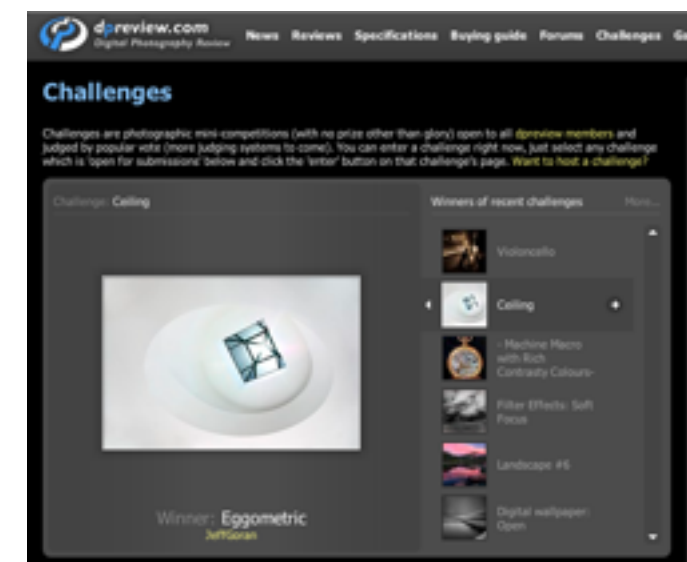 dpreview.com
Digital Photography Review
News Reviews Specifications Buying guide Forums Challenges
Challenges
Challenges are photographic mini-competitions (with no prize other than glory) open to all dpreview members and
judged by popular vote (more judging systems to come). You can enter a challenge right now, just select any challenge
which is 'open for submissions' below and click the 'enter' button on that challenge's page. Want to host a challenge?
Challenge: Ceiling
Winners of recent challenges More...
Violoncello
Ceiling
- Machine Macro
with Rich
Contrasty Colours-
Filter Effects: Soft
Focus
Landscape #6
Digital wallpaper:
Open
Winner: Eggometric
JeffGoran